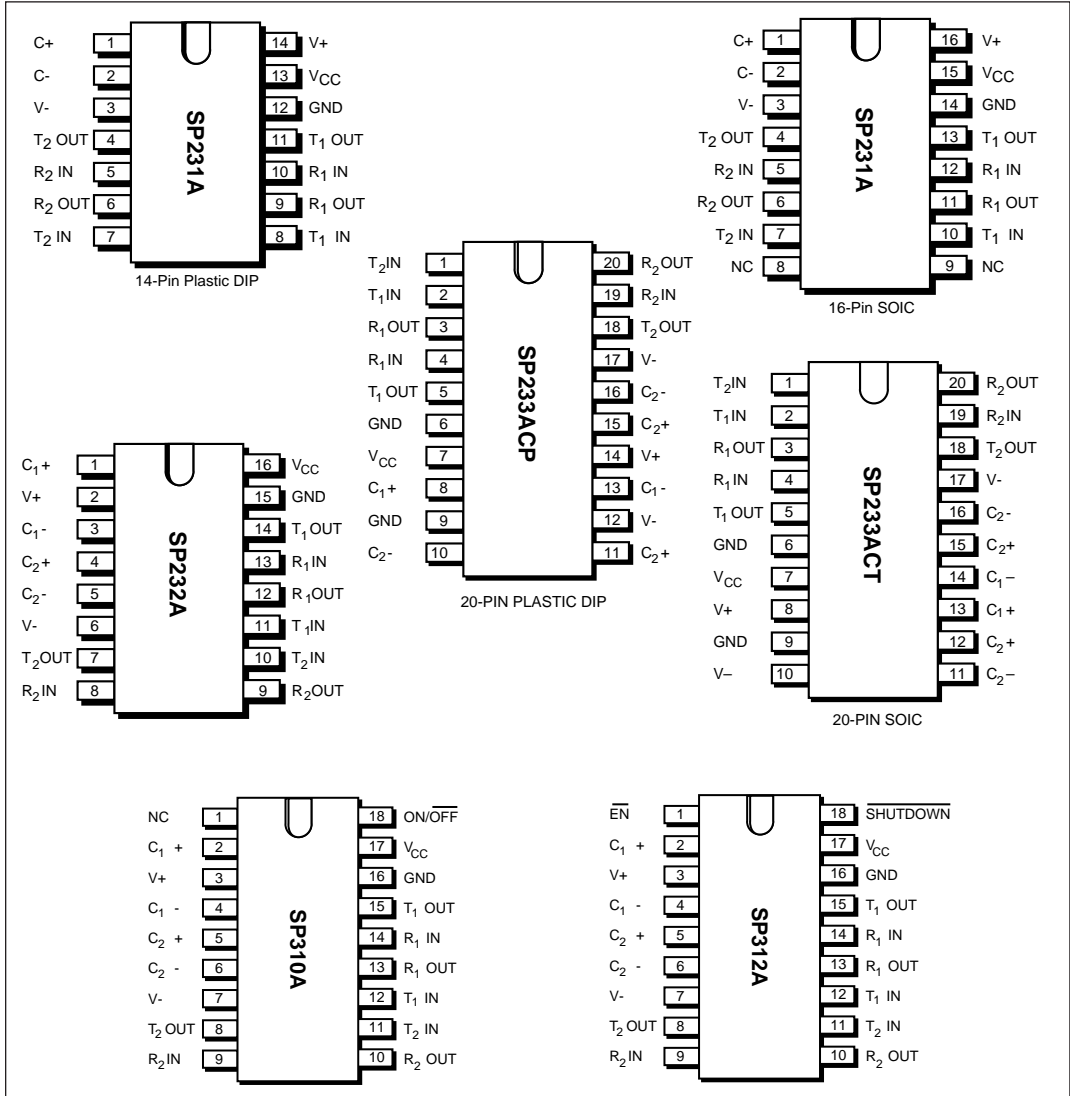 SP231A
C+ 1 14 V+
C- 2 13 VCC
V- 3 12 GND
T2 OUT 4 11 T1 OUT
R2 IN 5 10 R1 IN
R2 OUT 6 9 R1 OUT
T2 IN 7 8 T1 IN
14-Pin Plastic DIP
SP231A
C+ 1 16 V+
C- 2 15 VCC
V- 3 14 GND
T2 OUT 4 13 T1 OUT
R2 IN 5 12 R1 IN
R2 OUT 6 11 R1 OUT
T2 IN 7 10 T1 IN
NC 8 9 NC
16-Pin SOIC
SP233ACP
T2IN 1 20 R2OUT
T1IN 2 19 R2IN
R1OUT 3 18 T2OUT
R1IN 4 17 V-
T1OUT 5 16 C2-
GND 6 15 C2+
VCC 7 14 V+
C1+ 8 13 C1-
GND 9 12 V-
C2- 10 11 C2+
20-PIN PLASTIC DIP
SP232A
C1+ 1 16 VCC
V+ 2 15 GND
C1- 3 14 T1OUT
C2+ 4 13 R1IN
C2- 5 12 R1OUT
V- 6 11 T1IN
T2OUT 7 10 T2IN
R2IN 8 9 R2OUT
SP233ACT
T2IN 1 20 R2OUT
T1IN 2 19 R2IN
R1OUT 3 18 T2OUT
R1IN 4 17 V-
T1OUT 5 16 C2-
GND 6 15 C2+
VCC 7 14 C1–
V+ 8 13 C1+
GND 9 12 C2+
V– 10 11 C2–
20-PIN SOIC
SP310A
NC 1 18 ON/OFF
C1 + 2 17 VCC
V+ 3 16 GND
C1 - 4 15 T1 OUT
C2 + 5 14 R1 IN
C2 - 6 13 R1 OUT
V- 7 12 T1 IN
T2 OUT 8 11 T2 IN
R2 IN 9 10 R2 OUT
SP312A
EN 1 18 SHUTDOWN
C1 + 2 17 VCC
V+ 3 16 GND
C1 - 4 15 T1 OUT
C2 + 5 14 R1 IN
C2 - 6 13 R1 OUT
V- 7 12 T1 IN
T2 OUT 8 11 T2 IN
R2 IN 9 10 R2 OUT